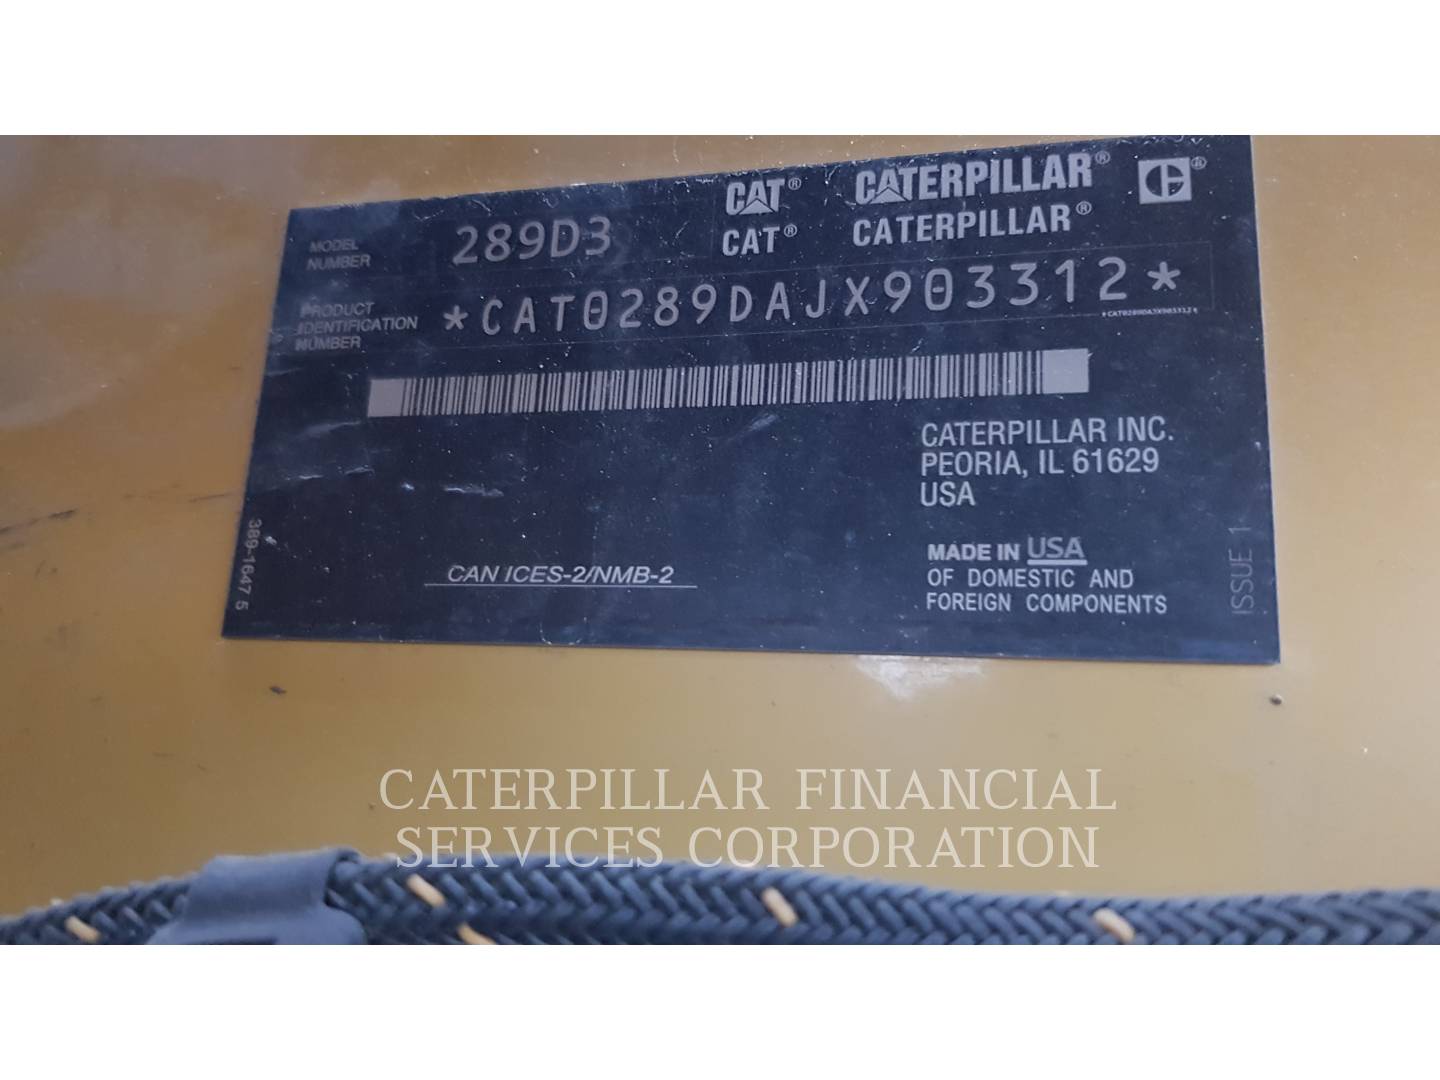 CAT® CATERPILLAR® ®
CAT® CATERPILLAR®
MODEL NUMBER 289D3
PRODUCT IDENTIFICATION NUMBER *CAT0289DAJX903312*
*CAT0289DAJX903312*
CATERPILLAR INC.
PEORIA, IL 61629
USA
MADE IN USA
OF DOMESTIC AND
FOREIGN COMPONENTS
CAN ICES-2/NMB-2
389-1647 5
ISSUE 1
CATERPILLAR FINANCIAL
SERVICES CORPORATION